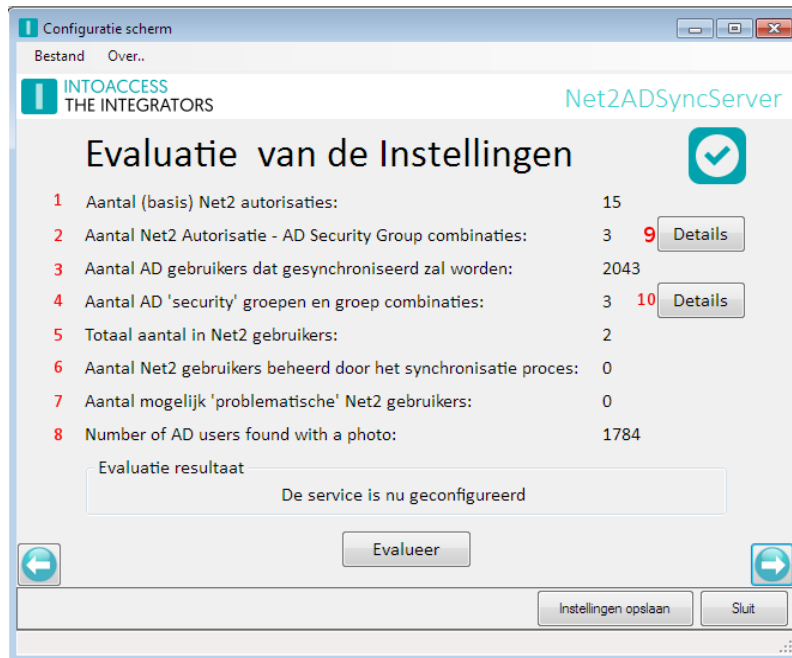 Configuratie scherm
Bestand Over..
INTOACCESS
THE INTEGRATORS
Net2ADSyncServer
Evaluatie van de Instellingen
1 Aantal (basis) Net2 autorisaties: 15
2 Aantal Net2 Autorisatie - AD Security Group combinaties: 3 9 Details
3 Aantal AD gebruikers dat gesynchroniseerd zal worden: 2043
4 Aantal AD 'security' groepen en groep combinaties: 3 10 Details
5 Totaal aantal in Net2 gebruikers: 2
6 Aantal Net2 gebruikers beheerd door het synchronisatie proces: 0
7 Aantal mogelijk 'problematische' Net2 gebruikers: 0
8 Number of AD users found with a photo: 1784
Evaluatie resultaat
De service is nu geconfigureerd
Evalueer
Instellingen opslaan Sluit